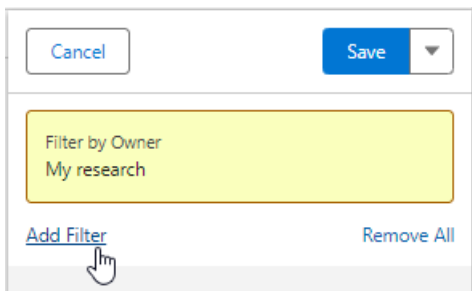 Cancel
Save
Filter by Owner
My research
Add Filter
Remove All